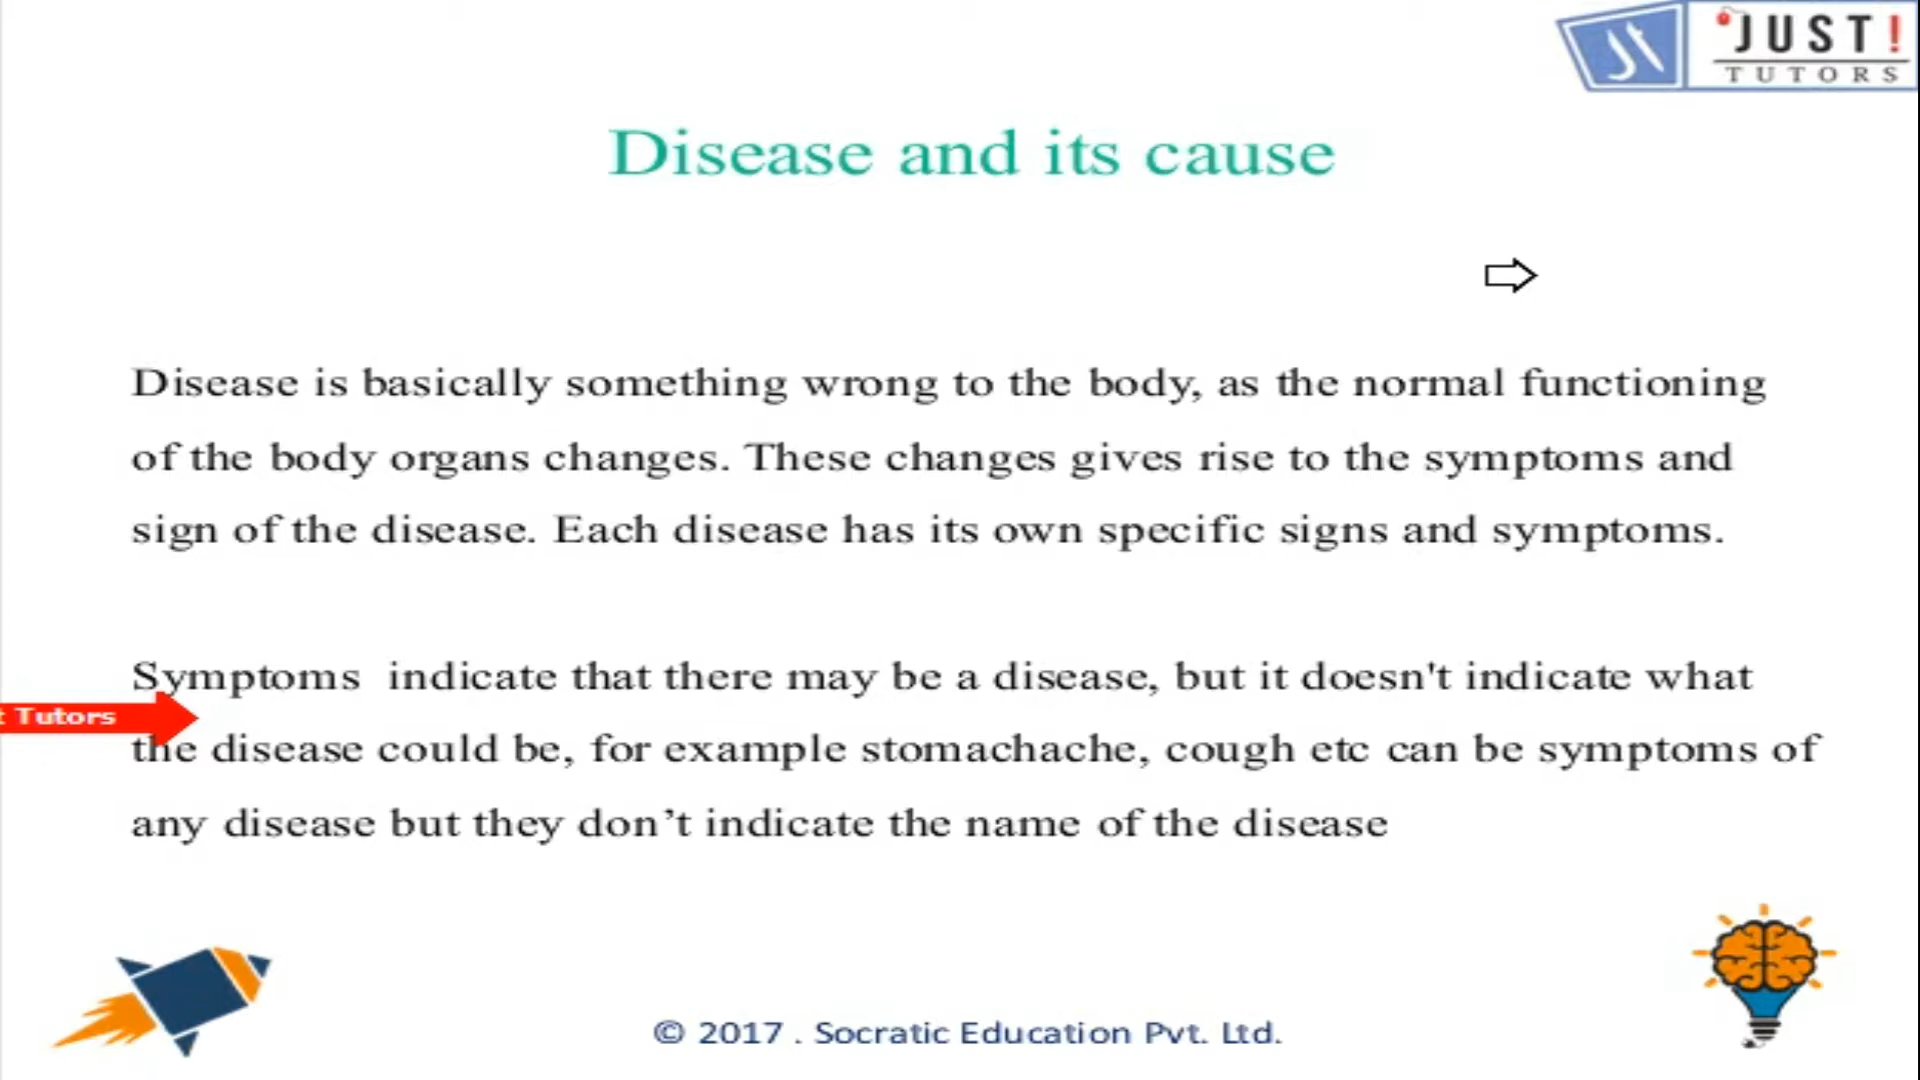 JUST!
TUTORS
Disease and its cause
Disease is basically something wrong to the body, as the normal functioning
of the body organs changes. These changes gives rise to the symptoms and
sign of the disease. Each disease has its own specific signs and symptoms.
Symptoms indicate that there may be a disease, but it doesn't indicate what
t Tutors
the disease could be, for example stomachache, cough etc can be symptoms of
any disease but they don’t indicate the name of the disease
© 2017 . Socratic Education Pvt. Ltd.